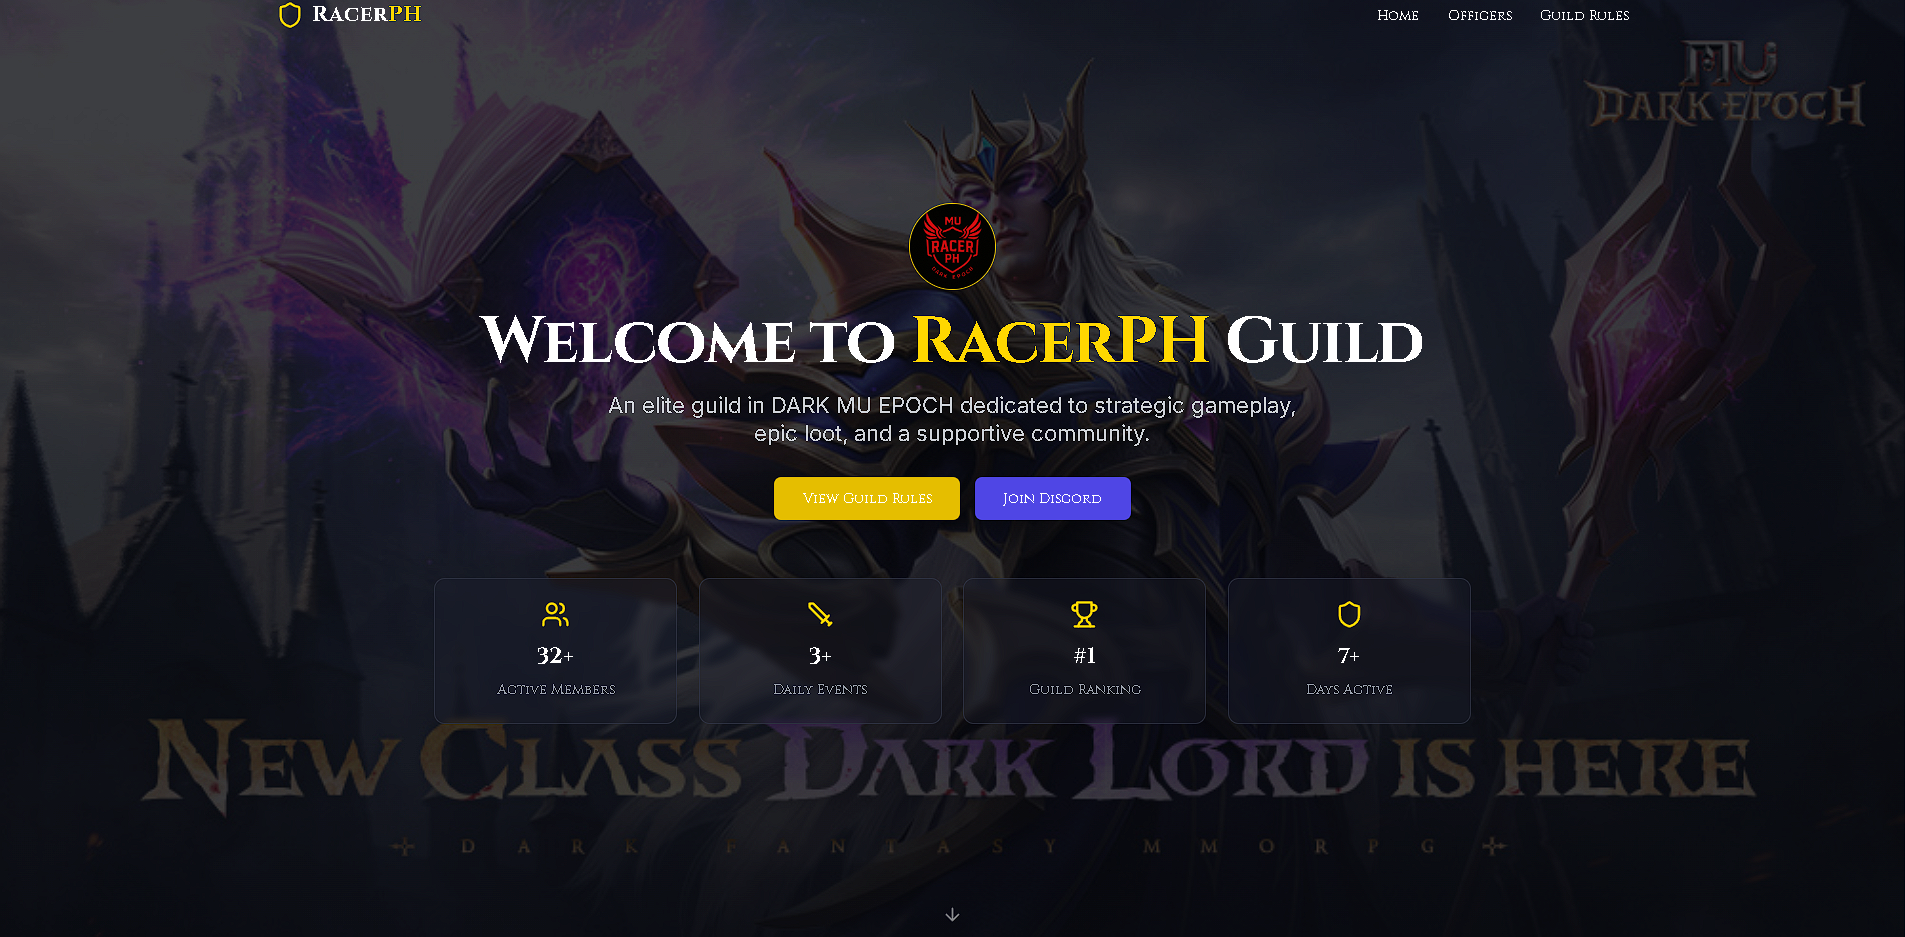 RacerPH
Home Officers Guild Rules
MU
DARK EPOCH
MU
RACER
PH
DARK EPOCH
Welcome to RacerPH Guild
An elite guild in DARK MU EPOCH dedicated to strategic gameplay,
epic loot, and a supportive community.
View Guild Rules
Join Discord
32+
Active Members
3+
Daily Events
#1
Guild Ranking
7+
Days Active
New Class Dark Lord is here
DARK FANTASY MMORPG